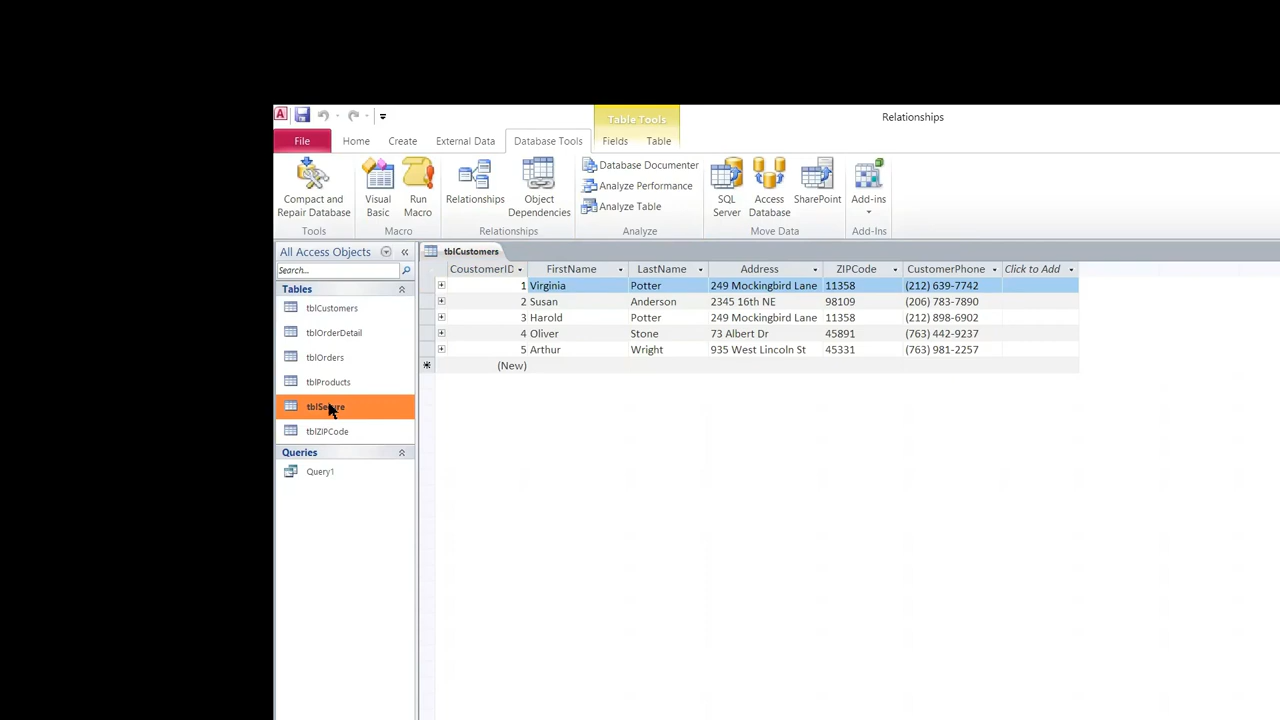 A
Table Tools
Relationships
File Home Create External Data Database Tools Fields Table
Compact and Repair Database
Visual Basic
Run Macro
Relationships
Object Dependencies
Database Documenter
Analyze Performance
Analyze Table
SQL Server
Access Database
SharePoint
Add-ins
Tools Macro Relationships Analyze Move Data Add-Ins
All Access Objects
Search...
Tables
tblCustomers
tblOrderDetail
tblOrders
tblProducts
tblZIPCode
Queries
Query1
tblCustomers
CoustomerID FirstName LastName Address ZIPCode CustomerPhone Click to Add
1 Virginia Potter 249 Mockingbird Lane 11358 (212) 639-7742
2 Susan Anderson 2345 16th NE 98109 (206) 783-7890
3 Harold Potter 249 Mockingbird Lane 11358 (212) 898-6902
4 Oliver Stone 73 Albert Dr 45891 (763) 442-9237
5 Arthur Wright 935 West Lincoln St 45331 (763) 981-2257
(New)